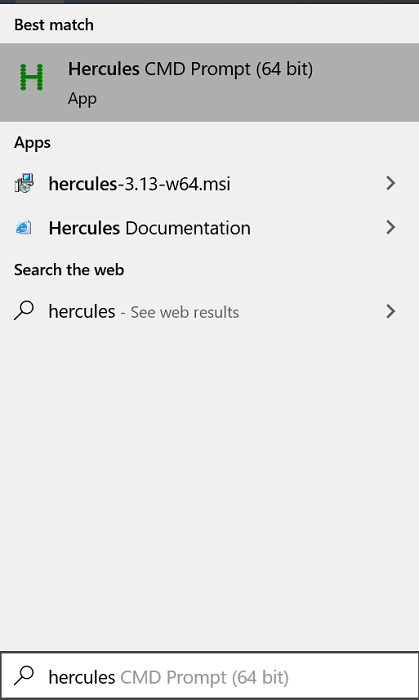 Best match
Hercules CMD Prompt (64 bit)
App
Apps
hercules-3.13-w64.msi
Hercules Documentation
Search the web
hercules - See web results
hercules CMD Prompt (64 bit)